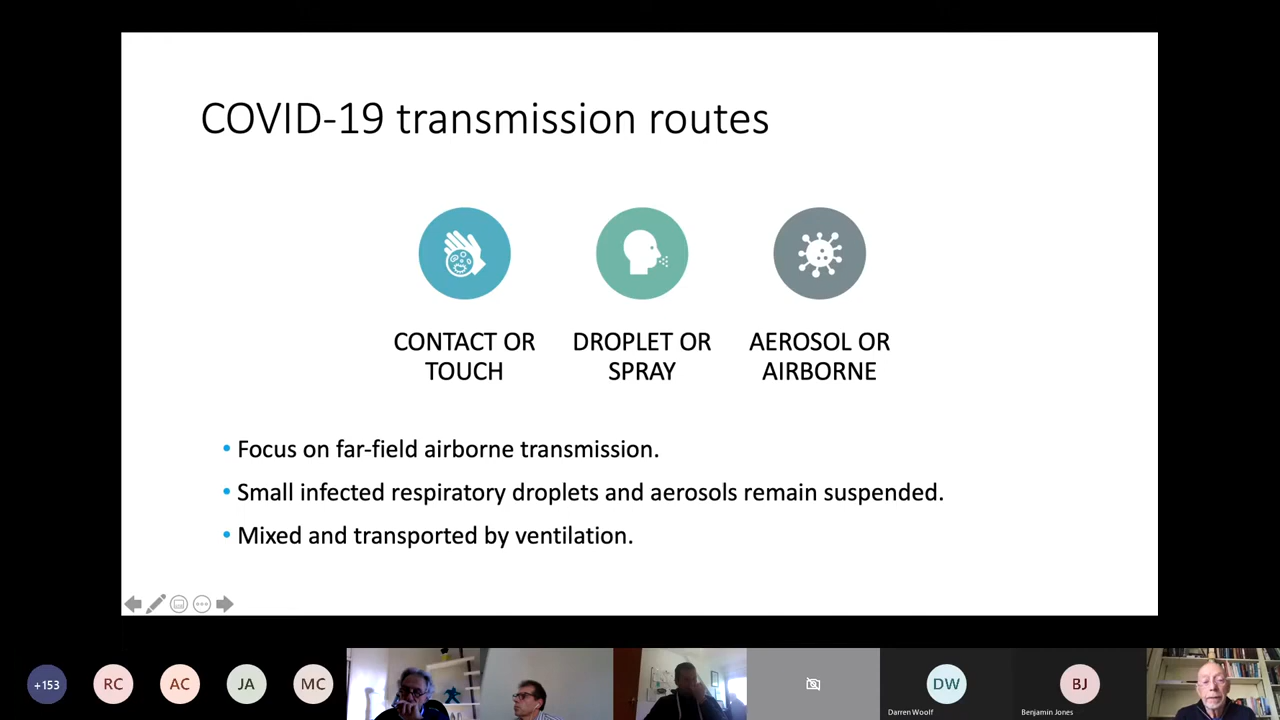 COVID-19 transmission routes
CONTACT OR
TOUCH
DROPLET OR
SPRAY
AEROSOL OR
AIRBORNE
• Focus on far-field airborne transmission.
• Small infected respiratory droplets and aerosols remain suspended.
• Mixed and transported by ventilation.
+153
RC
AC
JA
MC
DW
Darren Woolf
BJ
Benjamin Jones